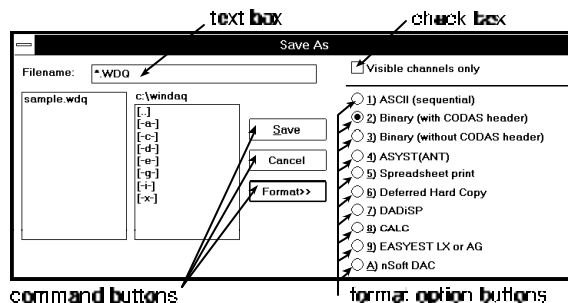 text box
check box
Save As
Filename:
*.WDQ
Visible channels only
sample.wdq
c:\windaq
[..]
[-a-]
[-c-]
[-d-]
[-e-]
[-g-]
[-i-]
[-x-]
Save
Cancel
Format>>
1) ASCII (sequential)
2) Binary (with CODAS header)
3) Binary (without CODAS header)
4) ASYST(ANT)
5) Spreadsheet print
6) Deferred Hard Copy
7) DADiSP
8) CALC
9) EASYEST LX or AG
A) nSoft DAC
command buttons
format option buttons